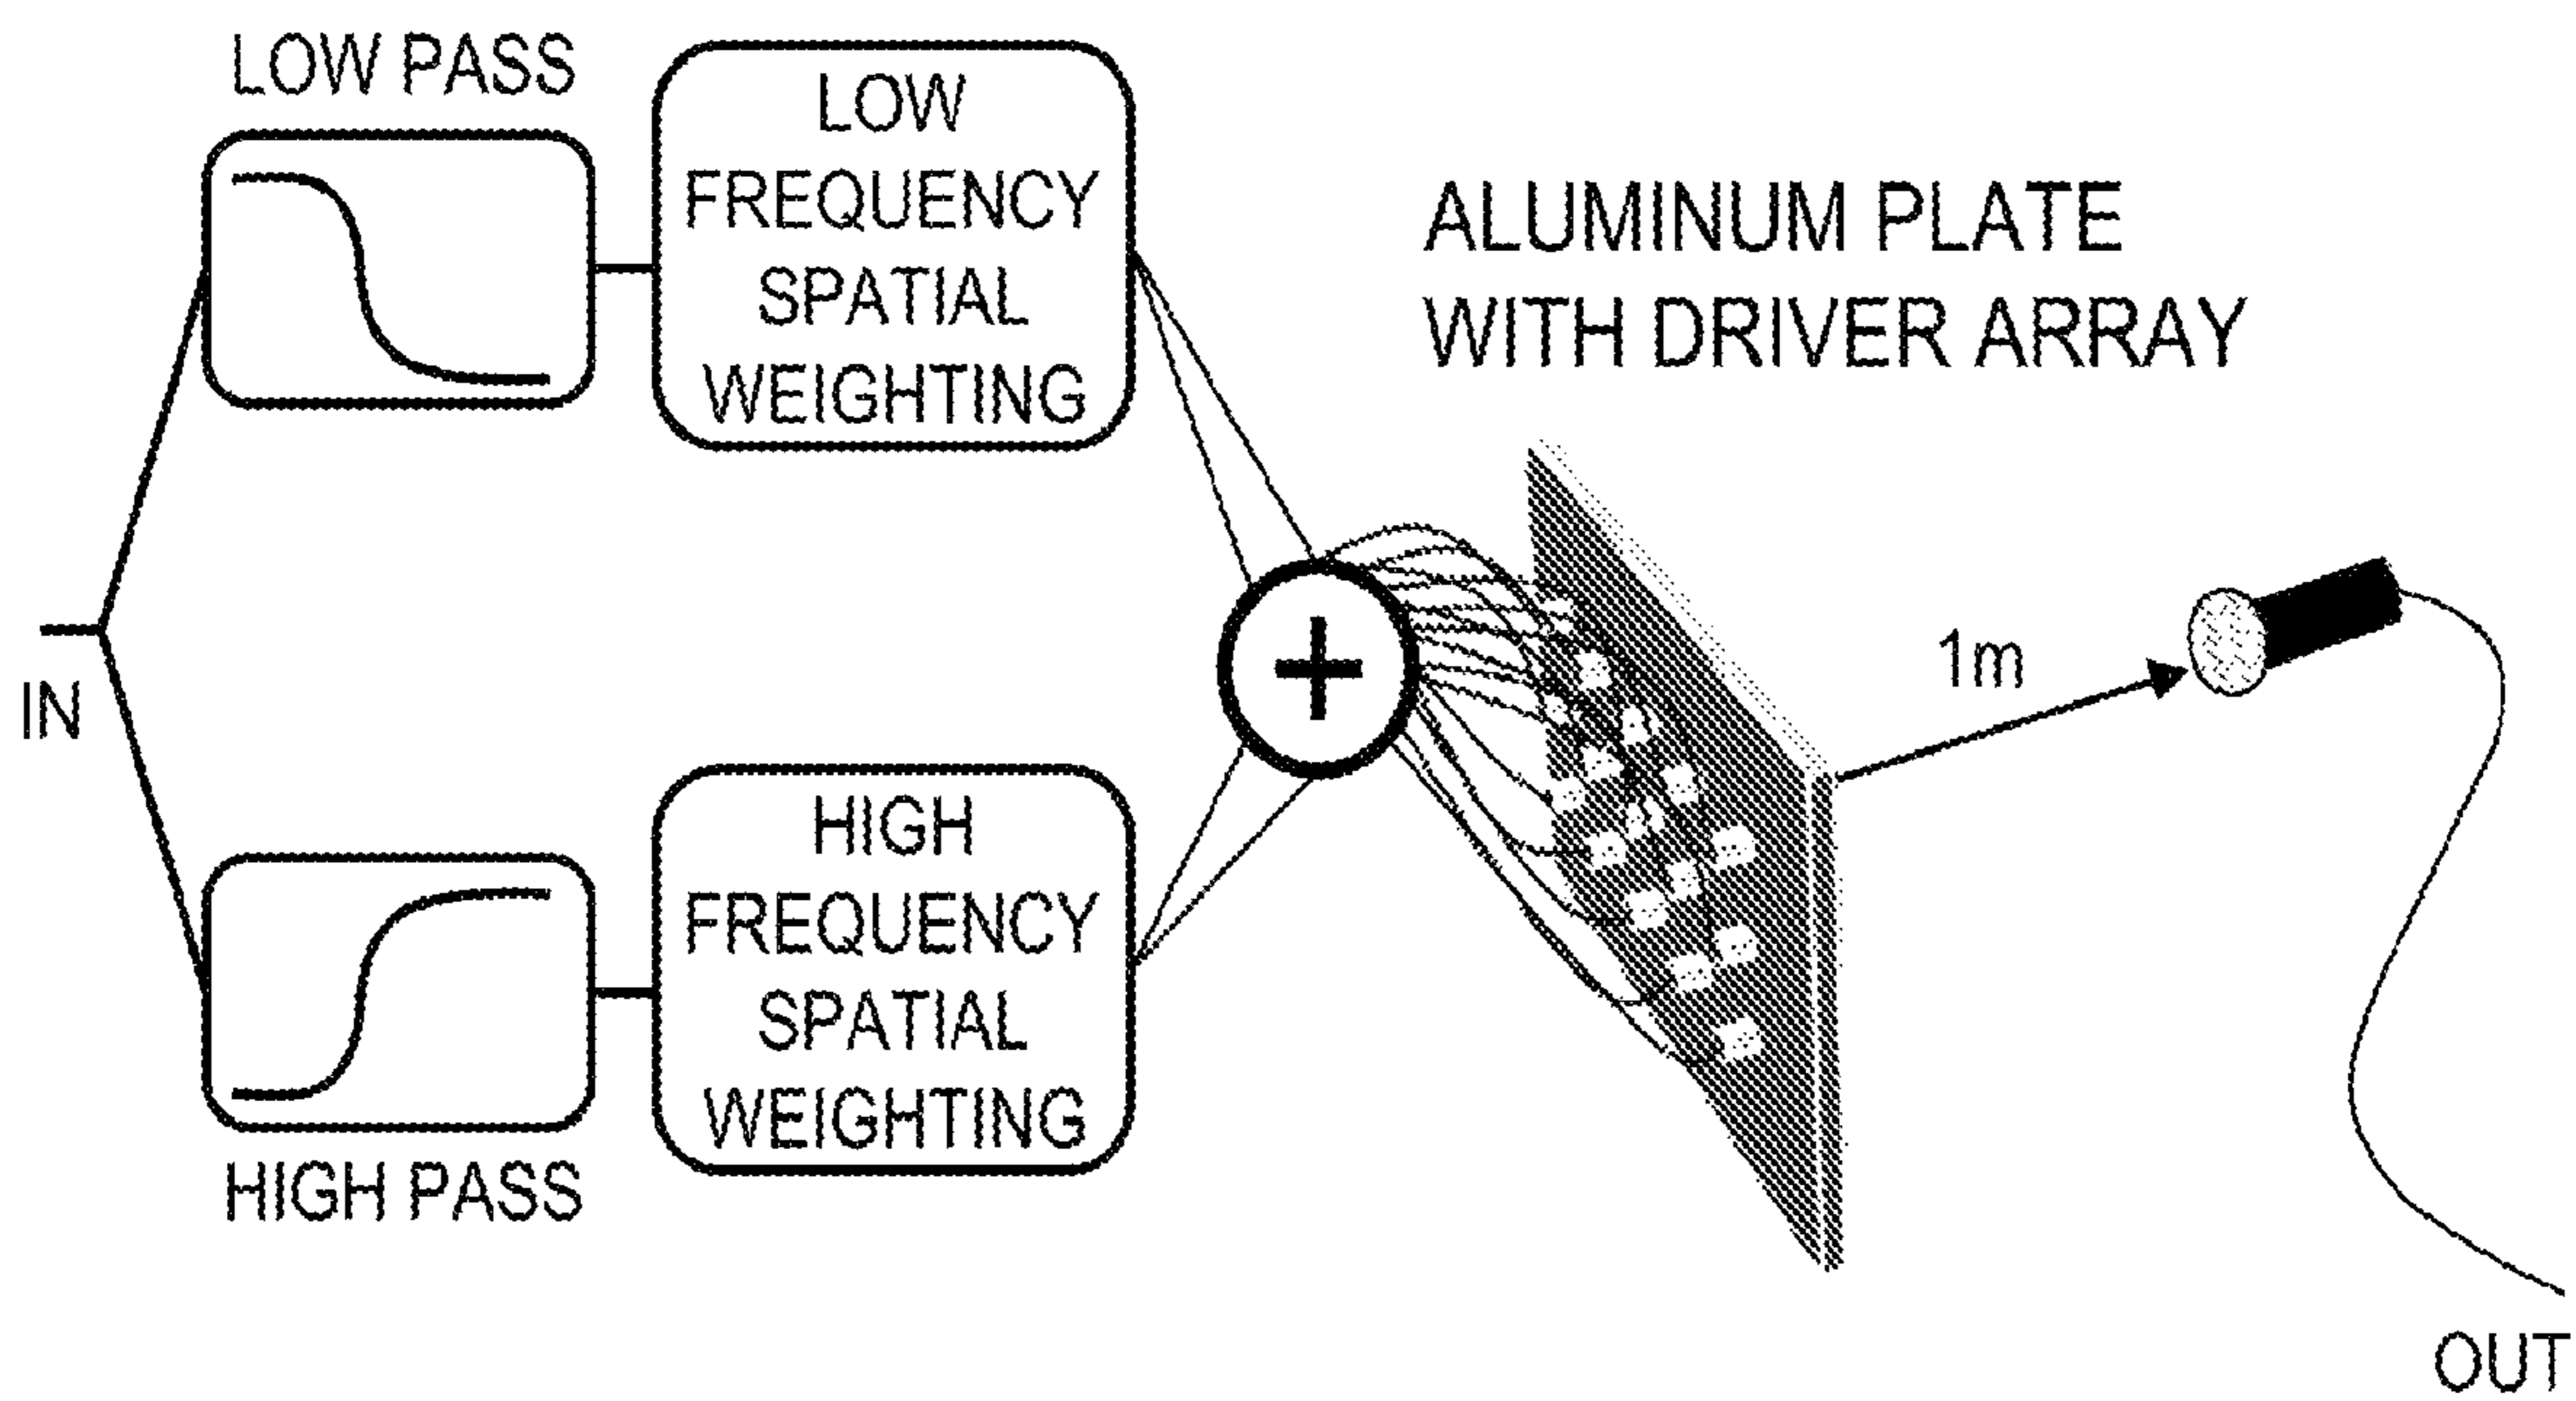 LOW PASS
LOW
FREQUENCY
SPATIAL
WEIGHTING
ALUMINUM PLATE
WITH DRIVER ARRAY
IN
+
1m
HIGH
FREQUENCY
SPATIAL
WEIGHTING
HIGH PASS
OUT